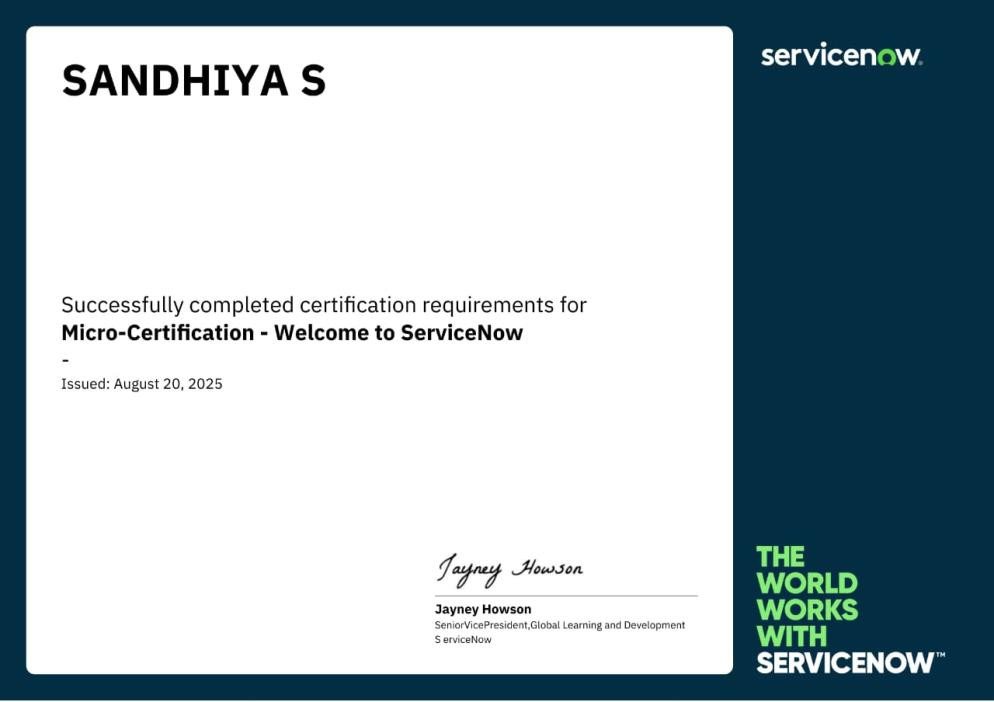 SANDHIYA S
servicenow.
Successfully completed certification requirements for
Micro-Certification - Welcome to ServiceNow
-
Issued: August 20, 2025
Jayney Howson
Jayney Howson
SeniorVicePresident,Global Learning and Development
S erviceNow
THE
WORLD
WORKS
WITH
SERVICENOW™